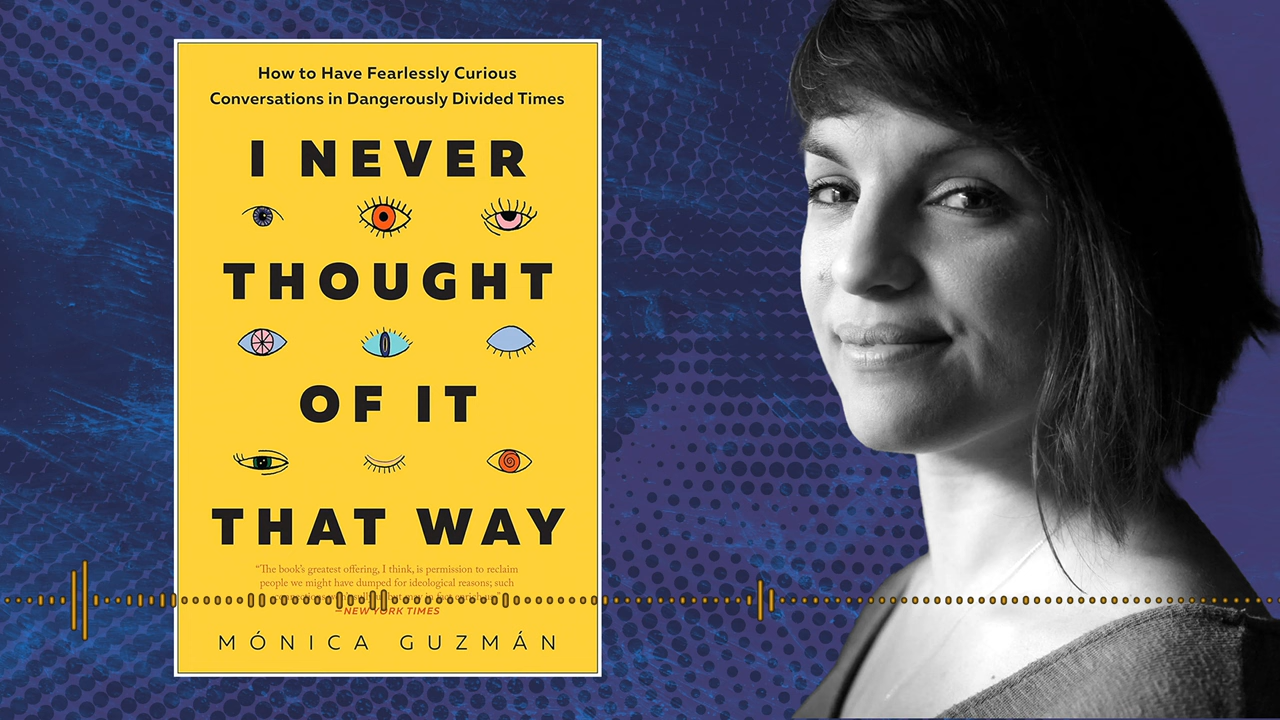 How to Have Fearlessly Curious
Conversations in Dangerously Divided Times
I NEVER
THOUGHT
OF IT
THAT WAY
“The book’s greatest offering, I think, is permission to reclaim
people we might have dumped for ideological reasons; such
—NEW YORK TIMES
MÓNICA GUZMÁN